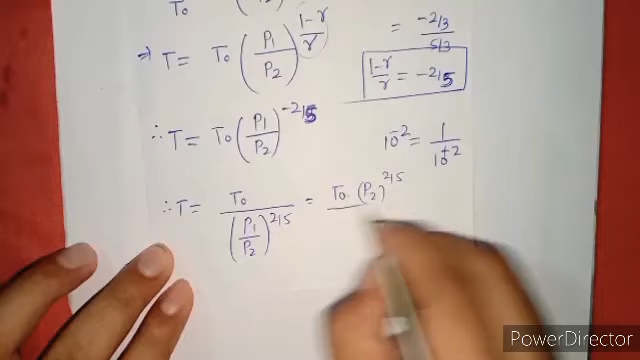 T₀
⇒ T = T₀ (P₁/P₂)^((1-r)/r)
= (-2/3)/(5/3)
(1-r)/r = -2/5
∴ T = T₀ (P₁/P₂)^(-2/5)
10⁻² = 1/10⁺²
∴ T = T₀/(P₁/P₂)^(2/5) = T₀.(P₂)^(2/5)
PowerDirector